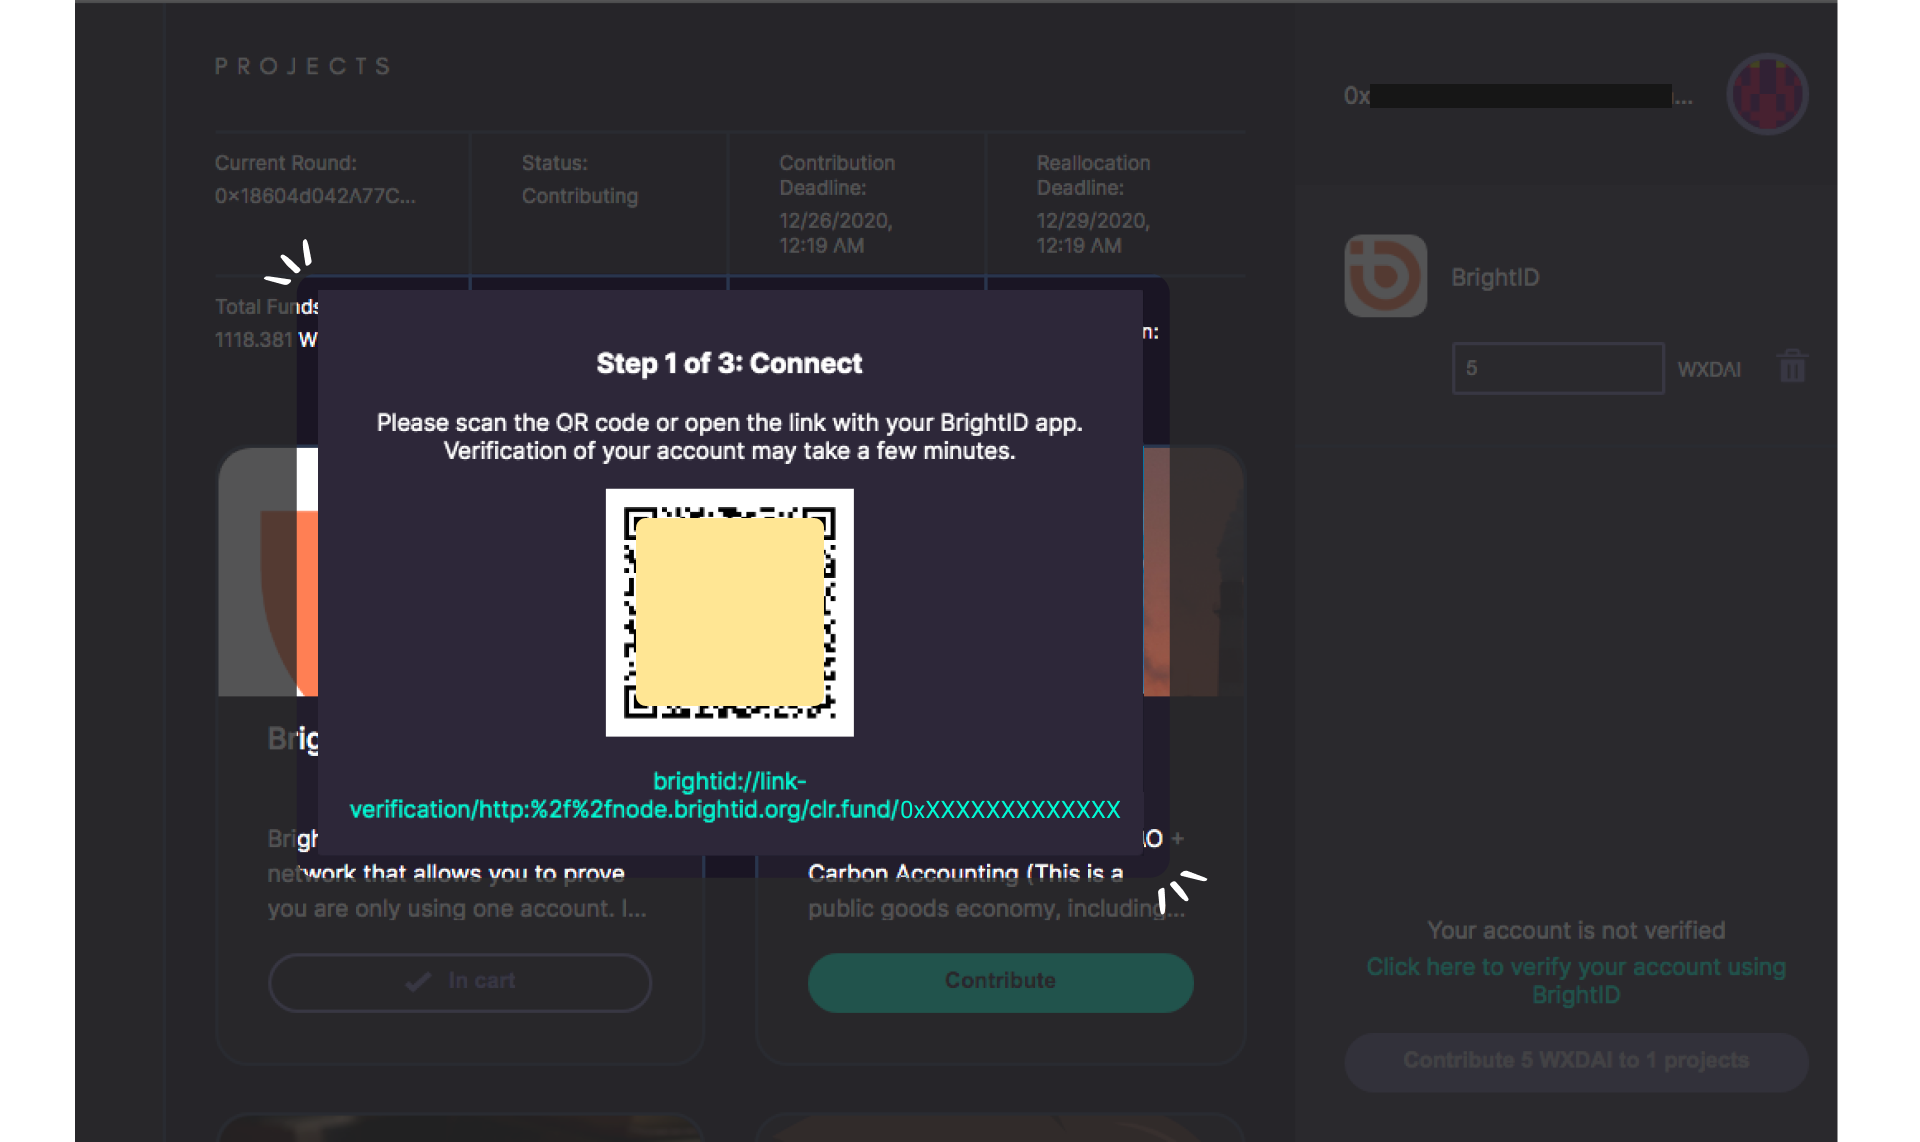 PROJECTS
0x
...
Current Round:
0x18604d042A77C...
Status:
Contributing
Contribution
Deadline:
12/26/2020,
12:19 AM
Reallocation
Deadline:
12/29/2020,
12:19 AM
BrightID
5
WXDAI
Total Funds
1118.381 W
n:
Step 1 of 3: Connect
Please scan the QR code or open the link with your BrightID app.
Verification of your account may take a few minutes.
brightid://link-
verification/http:%2f%2fnode.brightid.org/clr.fund/0xXXXXXXXXXXXXXX
Brig
Brigh
network that allows you to prove
you are only using one account. I...
In cart
+
Carbon Accounting (This is a
public goods economy, including...
Contribute
Your account is not verified
Click here to verify your account using
BrightID
Contribute 5 WXDAI to 1 projects